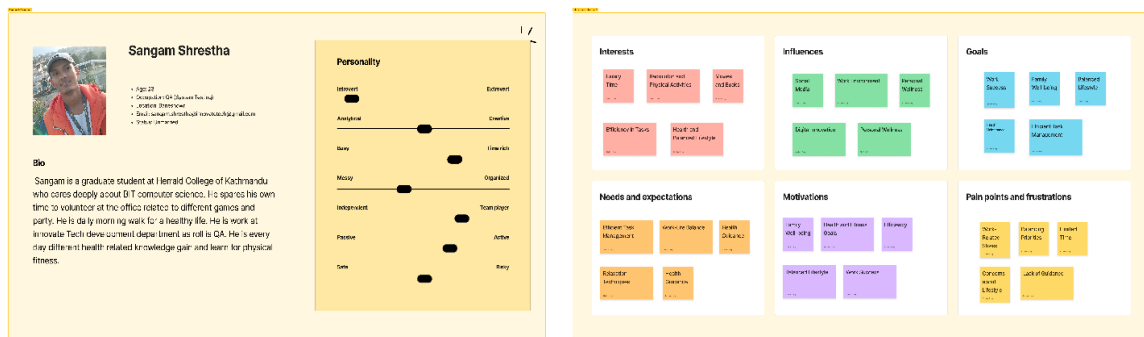 Sangam Shrestha
Age: 23
Status: Unmarried
Bio
Sangam is a graduate student at Herrald College of Kathmandu
who cares deeply about BIT computer science. He spares his own
time to volunteer at the office related to different games and
party. He is daily morning walk for a healthy life. He is work at
innovate Tech development department as roll is QA. He is every
day different health related knowledge gain and learn for physical
fitness.
Personality
Introvert Extrovert
Analytical Creative
Busy Time rich
Messy Organized
Independent Team player
Passive Active
Safe Risky
Interests
Family
Time
Recreation and
Physical Activities
Movies
and Books
Efficiency in Tasks
Health and
Balanced Lifestyle
Influences
Social
Media
Work Environment
Personal
Wellness
Digital Innovation
Personal Wellness
Goals
Work
Success
Family
Well-being
Balanced
Lifestyle
Efficient Task
Management
Needs and expectations
Efficient Task
Management
Work-Life Balance
Health
Guidance
Relaxation
Techniques
Health
Guidance
Motivations
Family
Well-being
Health and Fitness
Goals
Efficiency
Balanced Lifestyle
Work Success
Pain points and frustrations
Work-
Related
Stress
Balancing
Priorities
Limited
Time
Concerns
about
Lifestyle
Lack of Guidance